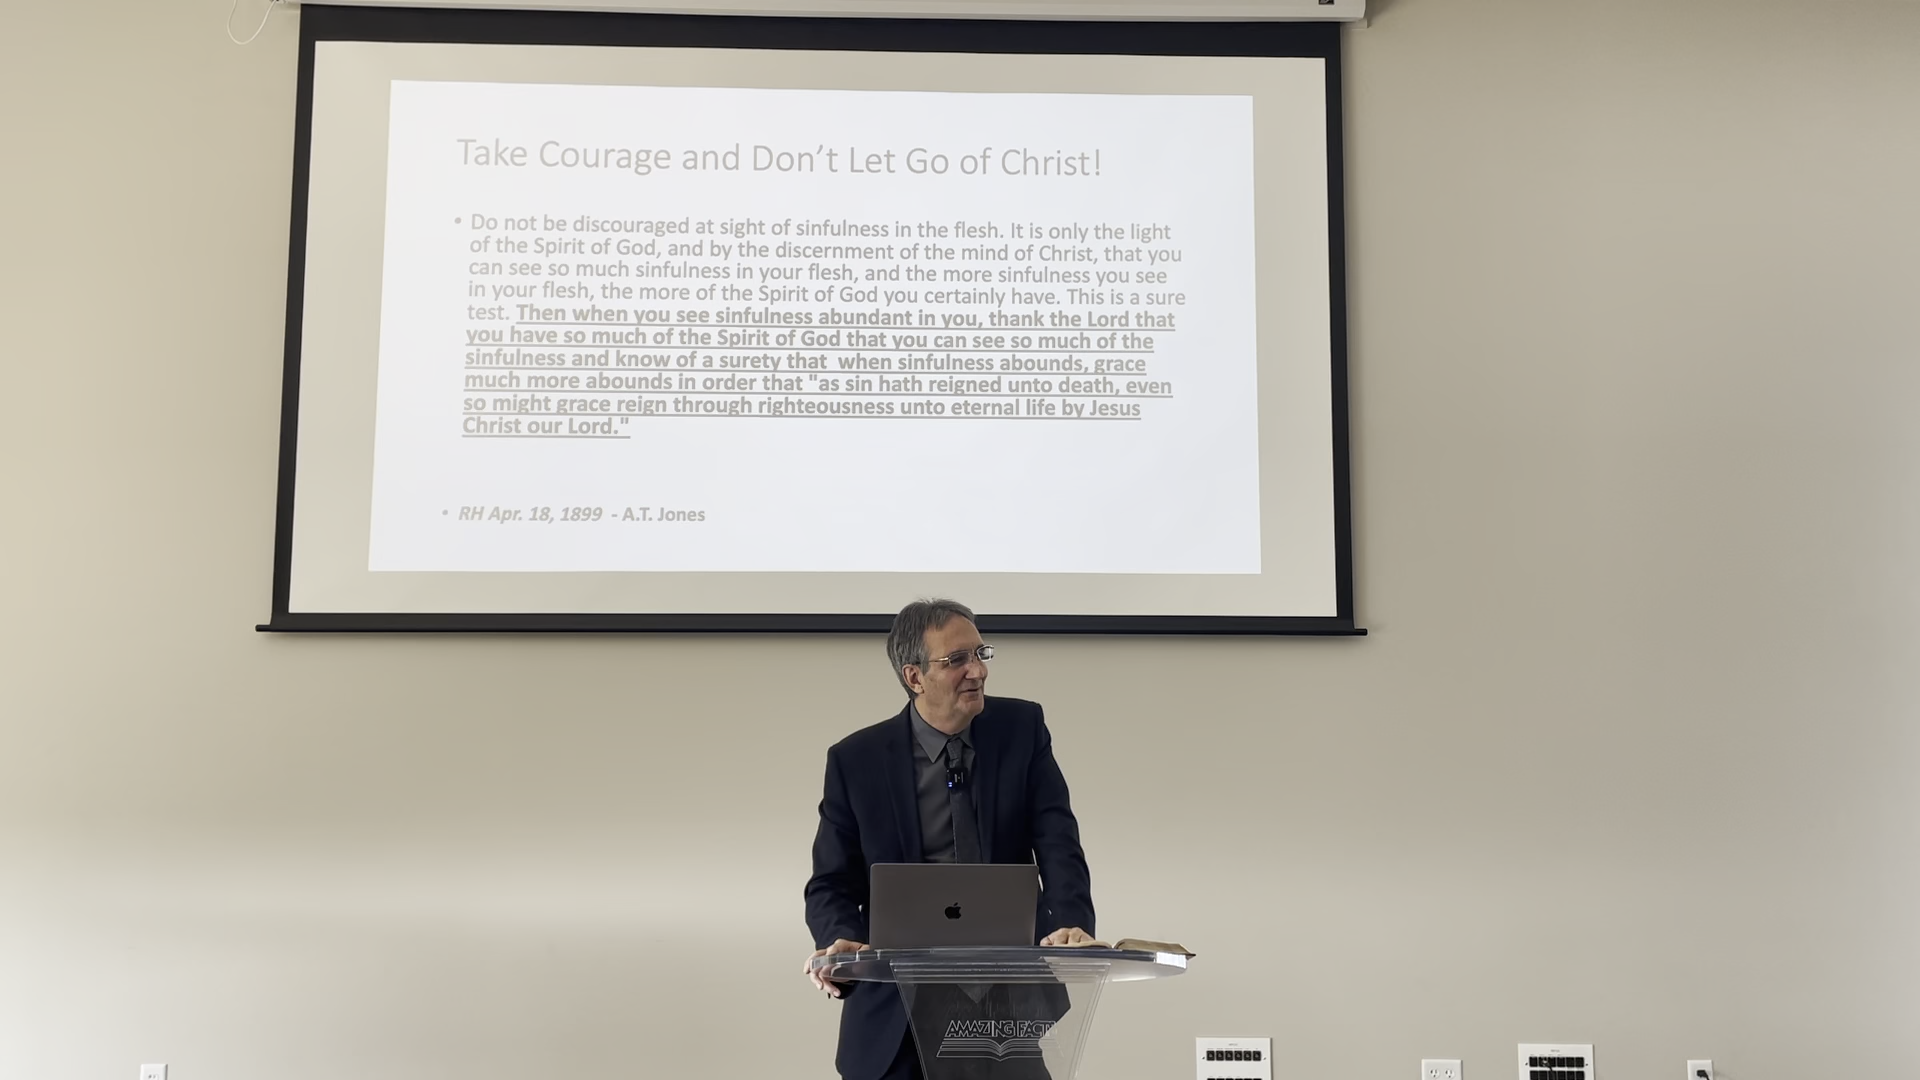 Take Courage and Don't Let Go of Christ!
• Do not be discouraged at sight of sinfulness in the flesh. It is only the light
of the Spirit of God, and by the discernment of the mind of Christ, that you
can see so much sinfulness in your flesh, and the more sinfulness you see
in your flesh, the more of the Spirit of God you certainly have. This is a sure
test. Then when you see sinfulness abundant in you, thank the Lord that
you have so much of the Spirit of God that you can see so much of the
sinfulness and know of a surety that when sinfulness abounds, grace
much more abounds in order that "as sin hath reigned unto death, even
so might grace reign through righteousness unto eternal life by Jesus
Christ our Lord."
• RH Apr. 18, 1899 - A.T. Jones
AMAZING FACTS